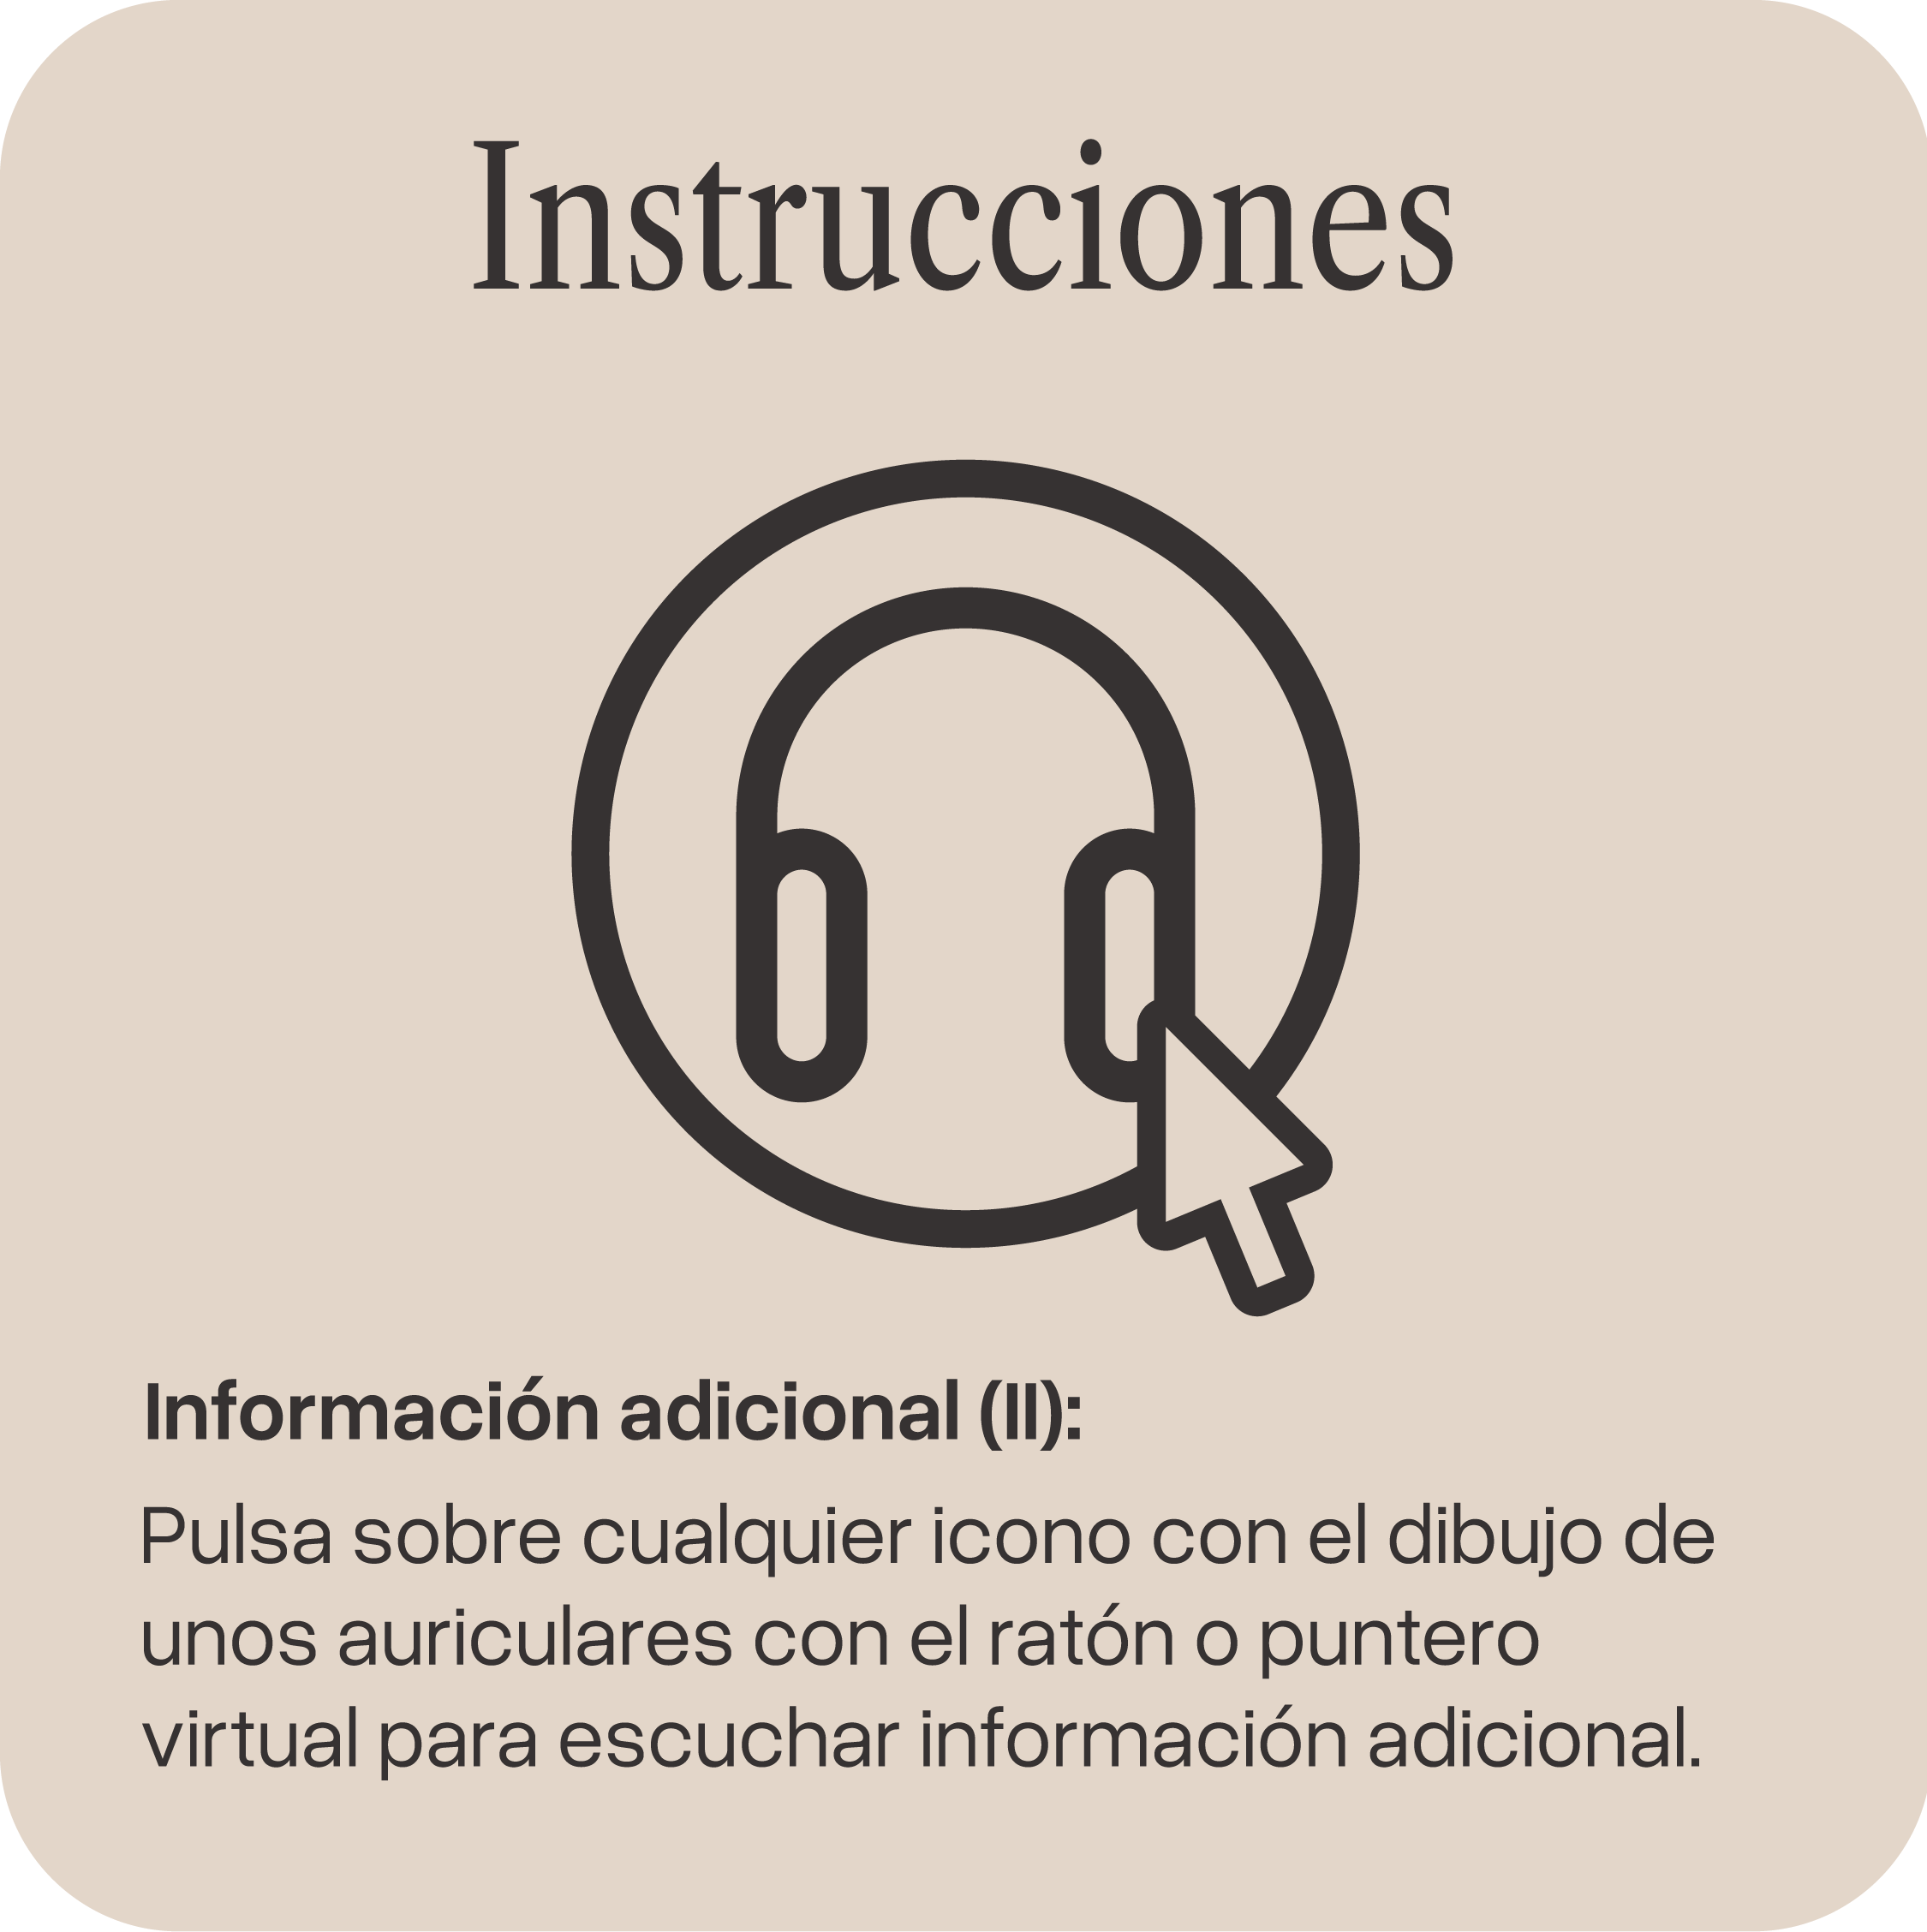 Instrucciones
Información adicional (II):
Pulsa sobre cualquier icono con el dibujo de
unos auriculares con el ratón o puntero
virtual para escuchar información adicional.